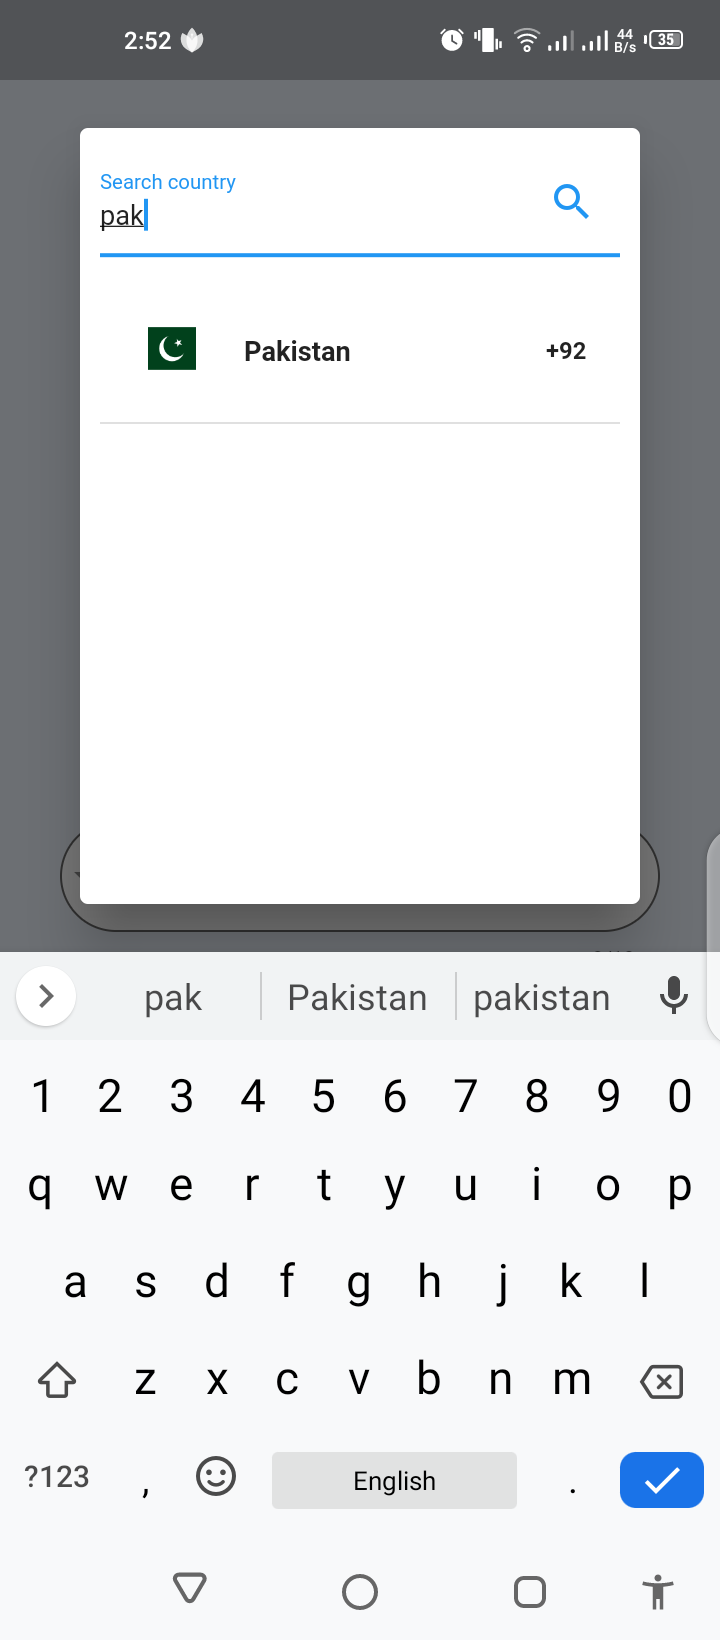 2:52 44 B/s 35
Search country
pak
Pakistan +92
pak Pakistan pakistan
1 2 3 4 5 6 7 8 9 0
q w e r t y u i o p
a s d f g h j k l
z x c v b n m
?123 , English .